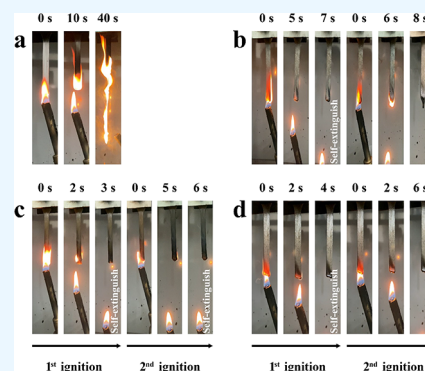 0 s 10 s 40 s
a
0 s 5 s 7 s 0 s 6 s 8 s
b
Self-extinguish
0 s 2 s 3 s 0 s 5 s 6 s
c
Self-extinguish
Self-extinguish
1st ignition 2nd ignition
0 s 2 s 4 s 0 s 2 s 6 s
d
Self-extinguish
1st ignition 2nd ignition